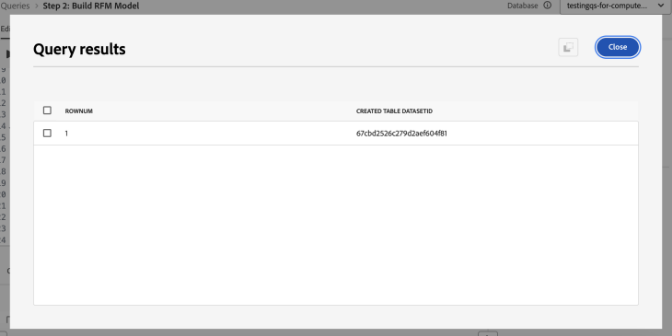 Queries > Step 2: Build RFM Model
Database testingqs-for-compute...
Query results
Close
ROWNUM CREATED TABLE DATASETID
1 67cbd2526c279d2aef604f81